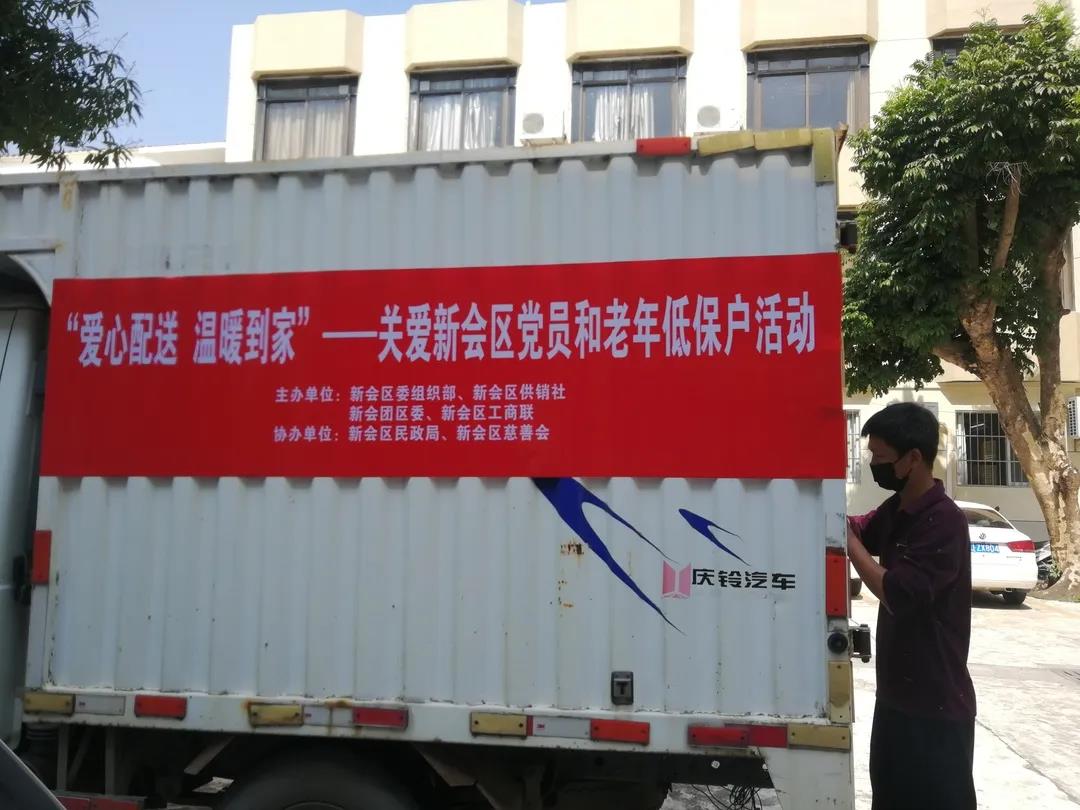 “爱心配送 温暖到家”——关爱新会区党员和老年低保户活动
主办单位：新会区委组织部、新会区供销社
新会团区委、新会区工商联
协办单位：新会区民政局、新会区慈善会
庆铃汽车